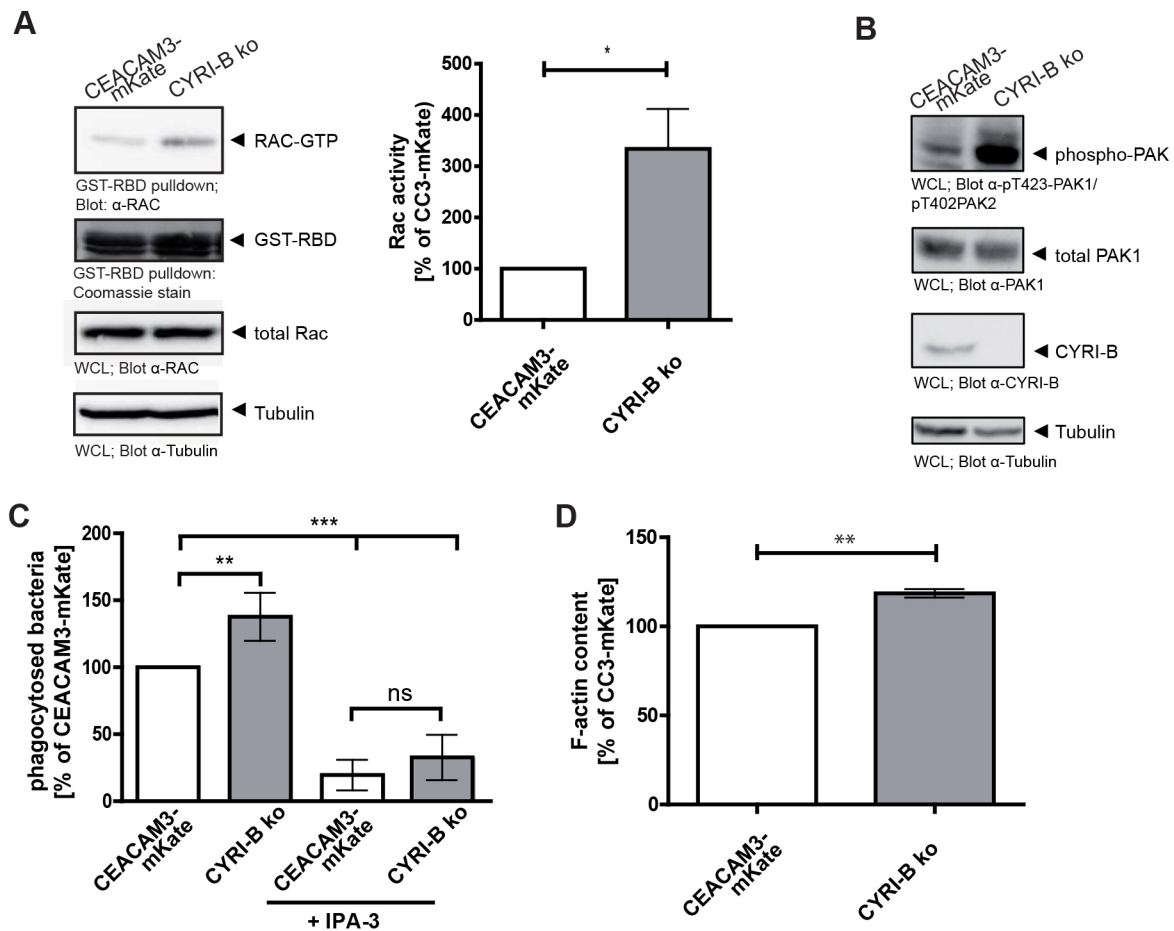 A
CEACAM3-
mKate
CYRI-B ko
RAC-GTP
GST-RBD pulldown;
Blot: α-RAC
GST-RBD
GST-RBD pulldown:
Coomassie stain
total Rac
WCL; Blot α-RAC
Tubulin
WCL; Blot α-Tubulin
Rac activity
[% of CC3-mKate)
500
400
300
200
100
0
*
CEACAM3-
mKate
CYRI-B ko
B
CEACAM3-
mKate
CYRI-B ko
phospho-PAK
WCL; Blot α-pT423-PAK1/
pT402PAK2
total PAK1
WCL; Blot α-PAK1
CYRI-B
WCL; Blot α-CYRI-B
Tubulin
WCL; Blot α-Tubulin
C
phagocytosed bacteria
[% of CEACAM3-mKate]
200
150
100
50
0
***
**
ns
CEACAM3-
mKate
CYRI-B ko
CEACAM3-
mKate
CYRI-B ko
+ IPA-3
D
F-actin content
[% of CC3-mKate]
150
100
50
0
**
CEACAM3-
mKate
CYRI-B ko